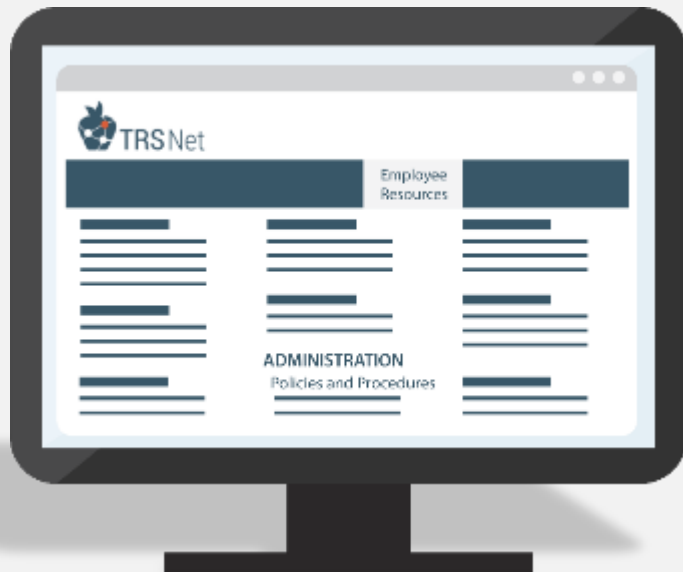 TRSNet
Employee
Resources
ADMINISTRATION
Policies and Procedures